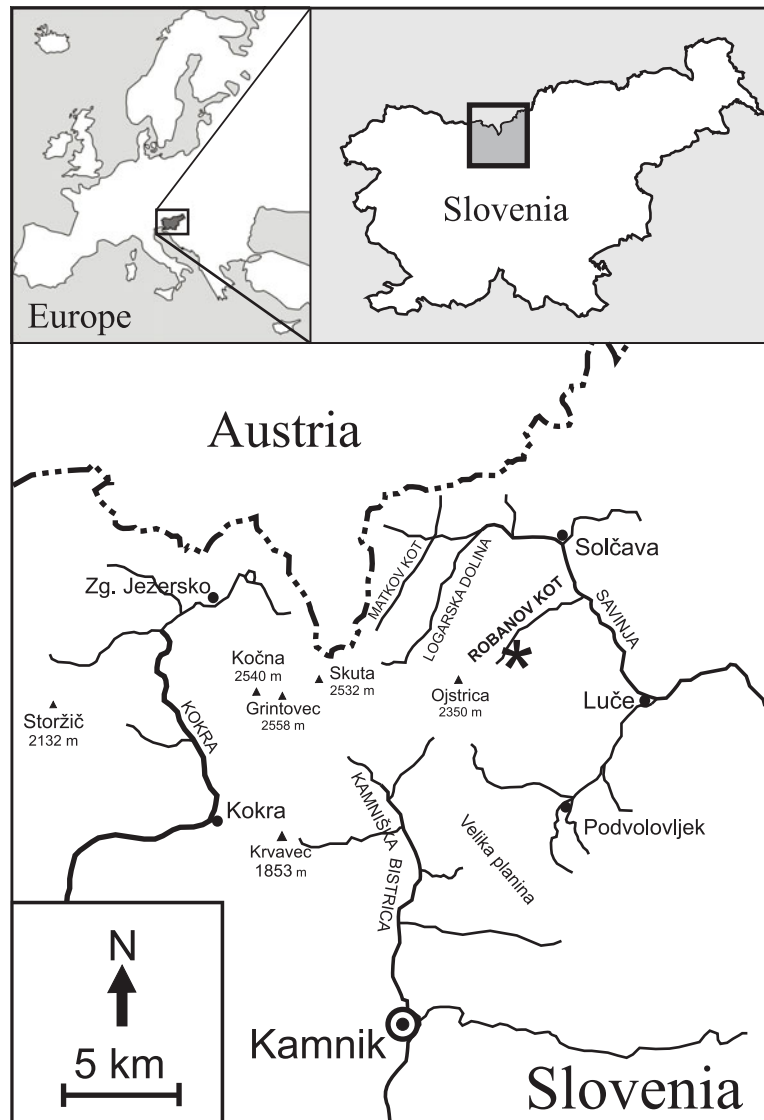 Europe
Slovenia
Austria
Solčava
MATKOV KOT
LOGARSKA DOLINA
Zg. Jezersko
ROBANOV KOT
SAVINJA
*
Kočna
2540 m
Skuta
2532 m
Grintovec
2558 m
Ojstrica
2350 m
Luče
Storžič
2132 m
KOKRA
Kokra
KAMNIŠKA
BISTRICA
Velika planina
Podvolovljek
Krvavec
1853 m
N
5 km
Kamnik
Slovenia